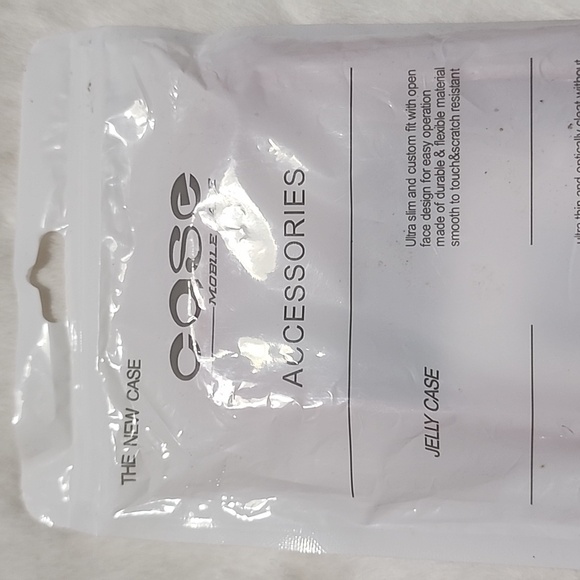 THE NEW CASE
case
MOBILE
ACCESSORIES
JELLY CASE
Ultra slim and custom fit with open
face design for easy operation
made of durable & flexible material
smooth to touch&scratch resistant